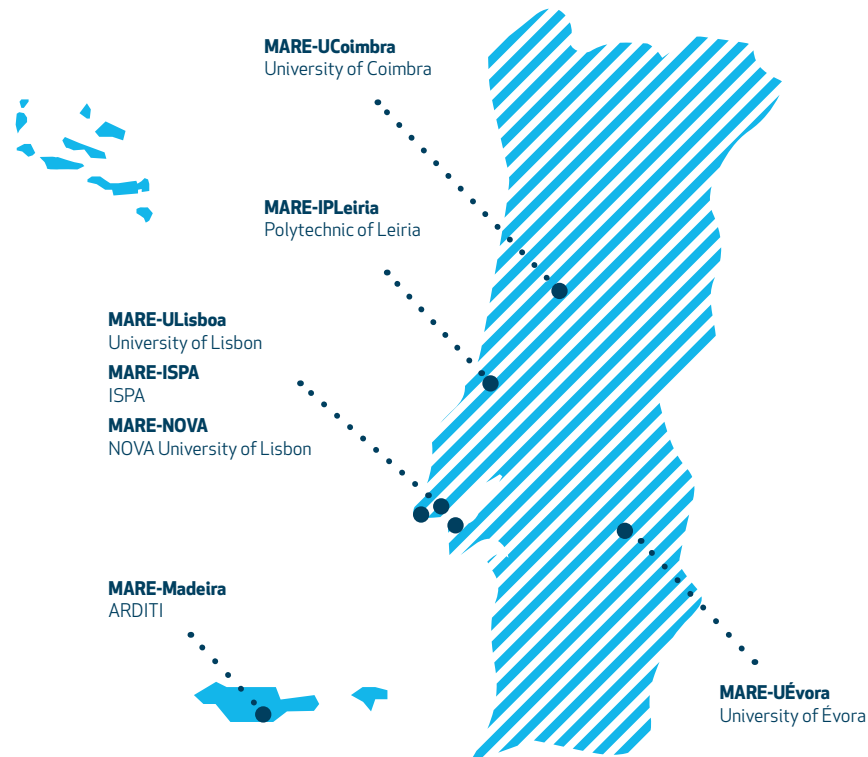 MARE-UCoimbra
University of Coimbra
MARE-IPLeiria
Polytechnic of Leiria
MARE-ULisboa
University of Lisbon
MARE-ISPA
ISPA
MARE-NOVA
NOVA University of Lisbon
MARE-Madeira
ARDITI
MARE-UÉvora
University of Évora